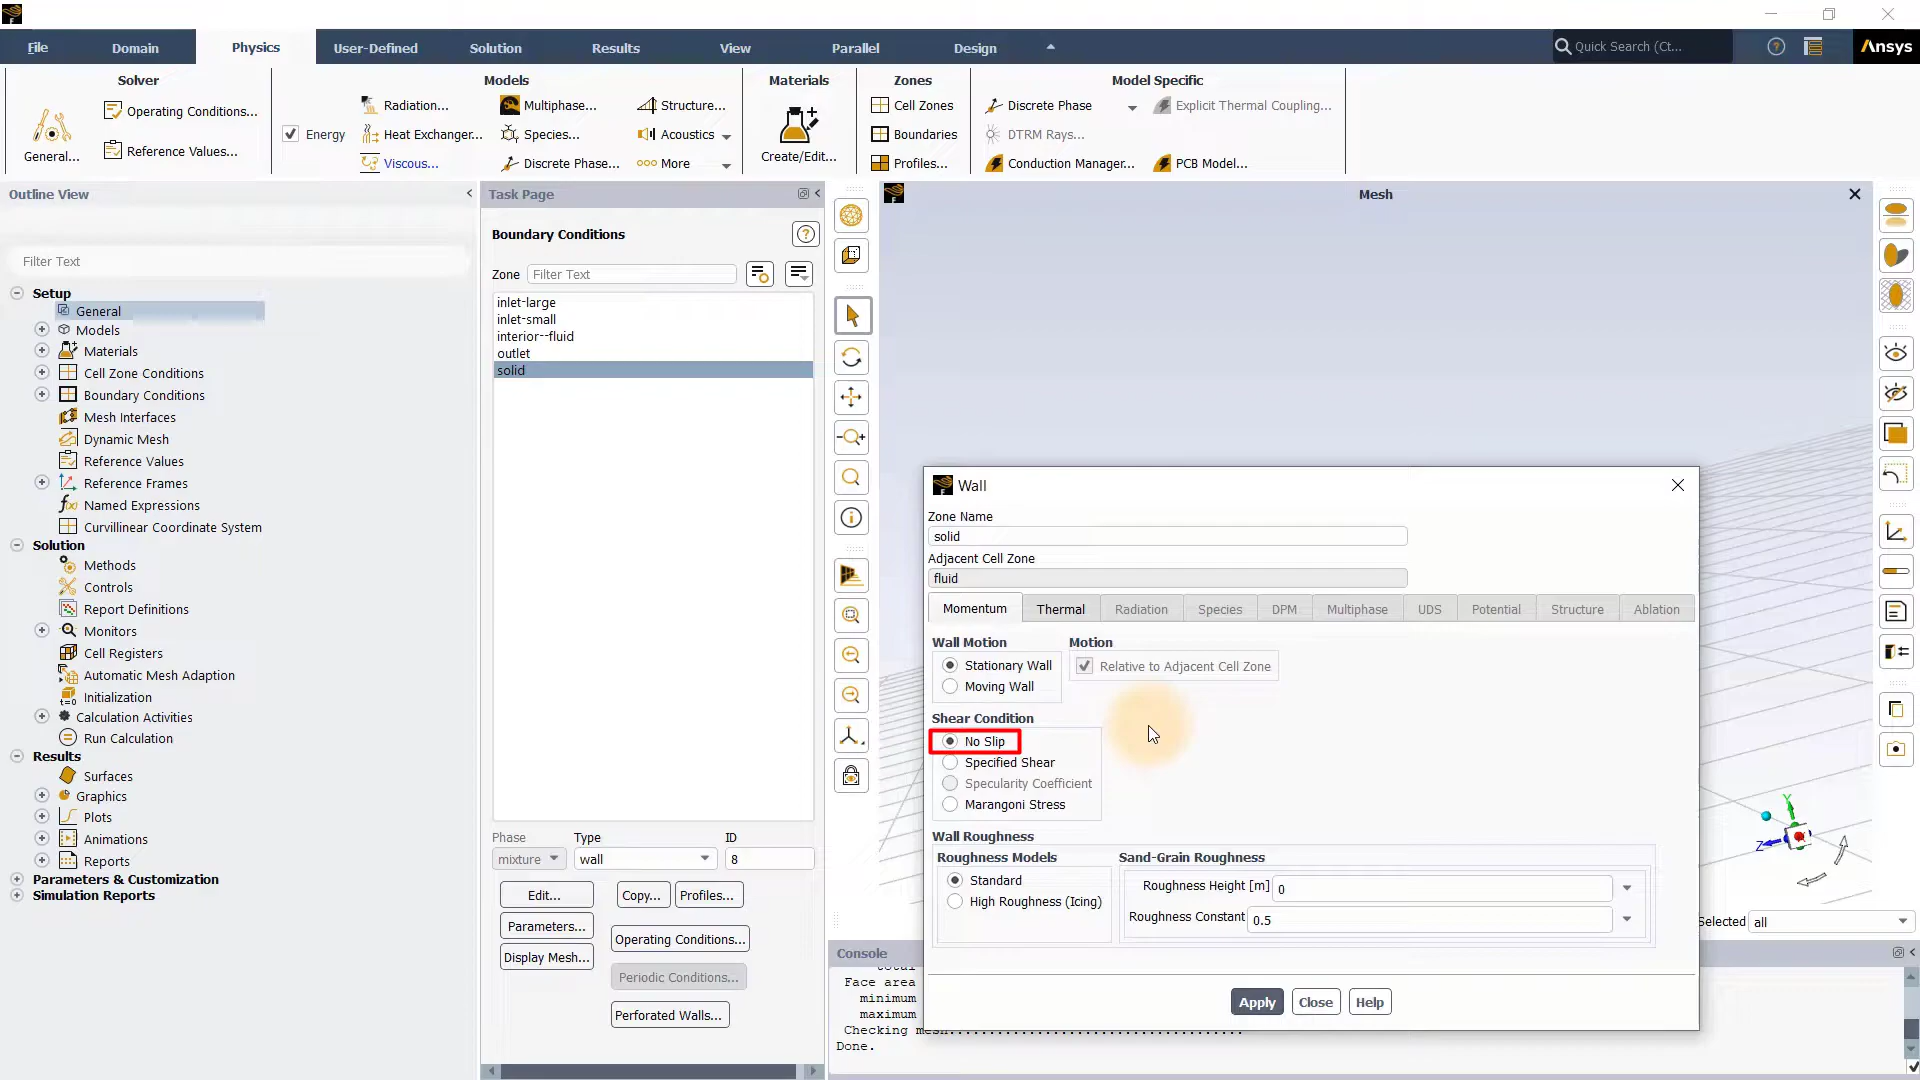 File
Domain
Physics
User-Defined
Solution
Results
View
Parallel
Design
Quick Search (Ct...
Ansys
Solver
Models
Materials
Zones
Model Specific
General...
Operating Conditions...
Reference Values...
Energy
Radiation...
Heat Exchanger...
Viscous...
Multiphase...
Species...
Discrete Phase...
Structure...
Acoustics
More
Create/Edit...
Cell Zones
Boundaries
Profiles...
Discrete Phase
DTRM Rays...
Conduction Manager...
Explicit Thermal Coupling...
PCB Model...
Outline View
Filter Text
Setup
General
Models
Materials
Cell Zone Conditions
Boundary Conditions
Mesh Interfaces
Dynamic Mesh
Reference Values
Reference Frames
Named Expressions
Curvillinear Coordinate System
Solution
Methods
Controls
Report Definitions
Monitors
Cell Registers
Automatic Mesh Adaption
Initialization
Calculation Activities
Run Calculation
Results
Surfaces
Graphics
Plots
Animations
Reports
Parameters & Customization
Simulation Reports
Task Page
Boundary Conditions
Zone Filter Text
inlet-large
inlet-small
interior--fluid
outlet
solid
Phase Type ID
mixture wall 8
Edit... Copy... Profiles...
Parameters... Operating Conditions...
Display Mesh... Periodic Conditions...
Perforated Walls...
Mesh
Wall
Zone Name
solid
Adjacent Cell Zone
fluid
Momentum Thermal Radiation Species DPM Multiphase UDS Potential Structure Ablation
Wall Motion Motion
Stationary Wall Relative to Adjacent Cell Zone
Moving Wall
Shear Condition
No Slip
Specified Shear
Specularity Coefficient
Marangoni Stress
Wall Roughness
Roughness Models Sand-Grain Roughness
Standard
High Roughness (Icing)
Roughness Height [m] 0
Roughness Constant 0.5
Apply Close Help
Y
Z
Selected all
Console
total
Face area
minimum
maximum
Checking mesh......................................
Done.